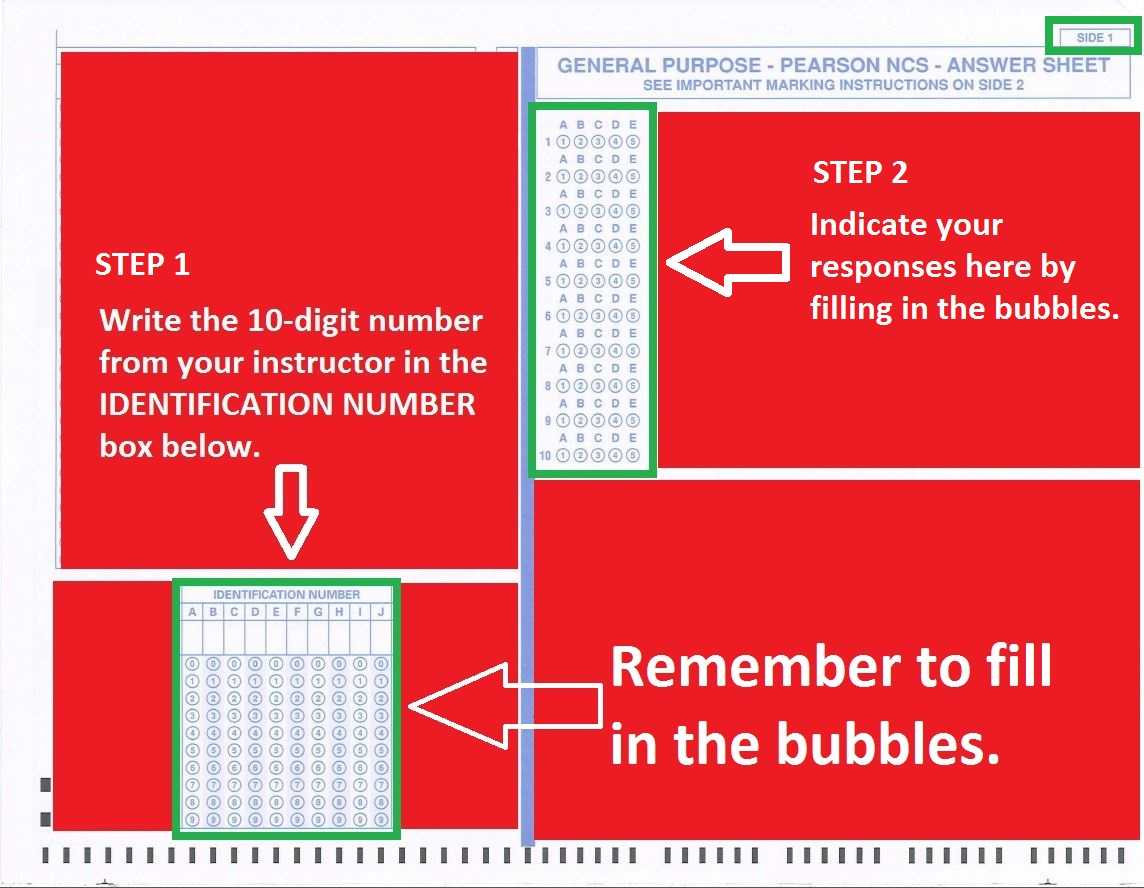 SIDE 1
GENERAL PURPOSE - PEARSON NCS - ANSWER SHEET
SEE IMPORTANT MARKING INSTRUCTIONS ON SIDE 2
STEP 1
Write the 10-digit number
from your instructor in the
IDENTIFICATION NUMBER
box below.
A B C D E
1 1 2 3 4 5
A B C D E
2 1 2 3 4 5
A B C D E
3 1 2 3 4 5
A B C D E
4 1 2 3 4 5
A B C D E
5 1 2 3 4 5
A B C D E
6 1 2 3 4 5
A B C D E
7 1 2 3 4 5
A B C D E
8 1 2 3 4 5
A B C D E
9 1 2 3 4 5
A B C D E
10 1 2 3 4 5
STEP 2
Indicate your
responses here by
filling in the bubbles.
IDENTIFICATION NUMBER
A B C D E F G H I J
0 0 0 0 0 0 0 0 0 0
1 1 1 1 1 1 1 1 1 1
2 2 2 2 2 2 2 2 2 2
3 3 3 3 3 3 3 3 3 3
4 4 4 4 4 4 4 4 4 4
5 5 5 5 5 5 5 5 5 5
6 6 6 6 6 6 6 6 6 6
7 7 7 7 7 7 7 7 7 7
8 8 8 8 8 8 8 8 8 8
9 9 9 9 9 9 9 9 9 9
Remember to fill
in the bubbles.